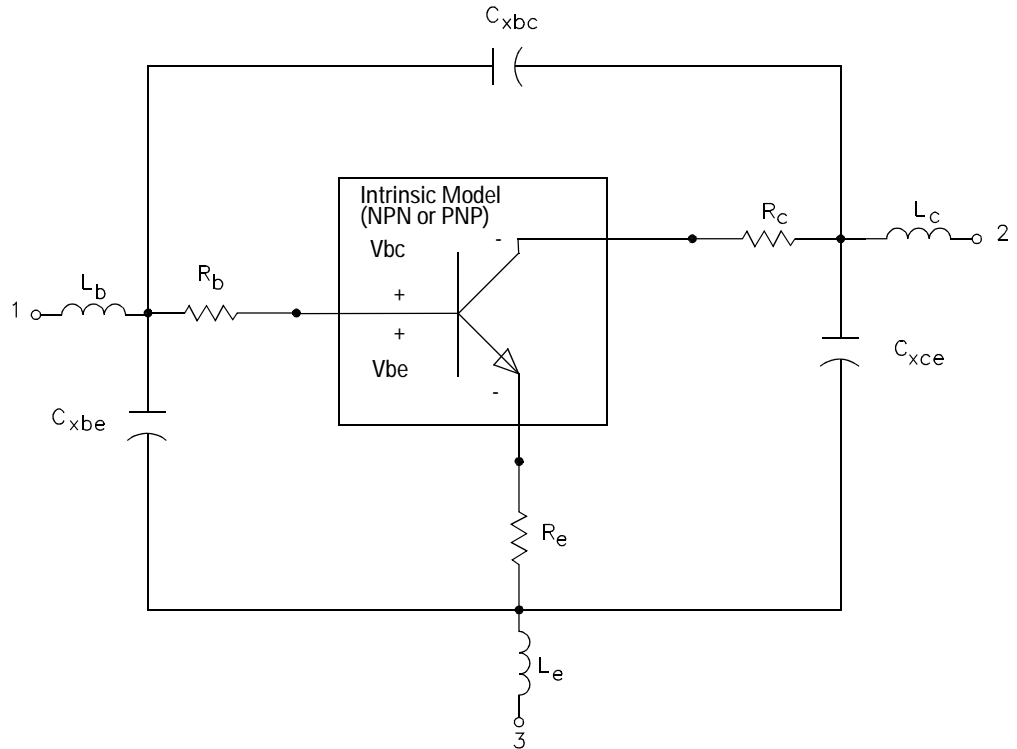 Cxbc
Intrinsic Model
(NPN or PNP)
Vbc
-
Rc
Lc
2
Lb
Rb
1
+
+
Vbe
-
Cxce
Cxbe
Re
Le
3